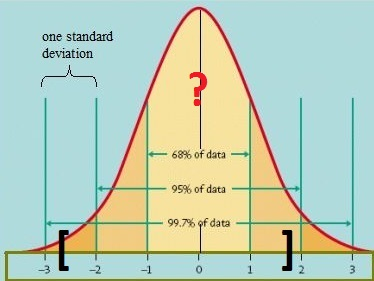 one standard
deviation
?
68% of data
95% of data
99.7% of data
[ ]
-3 -2 -1 0 1 2 3